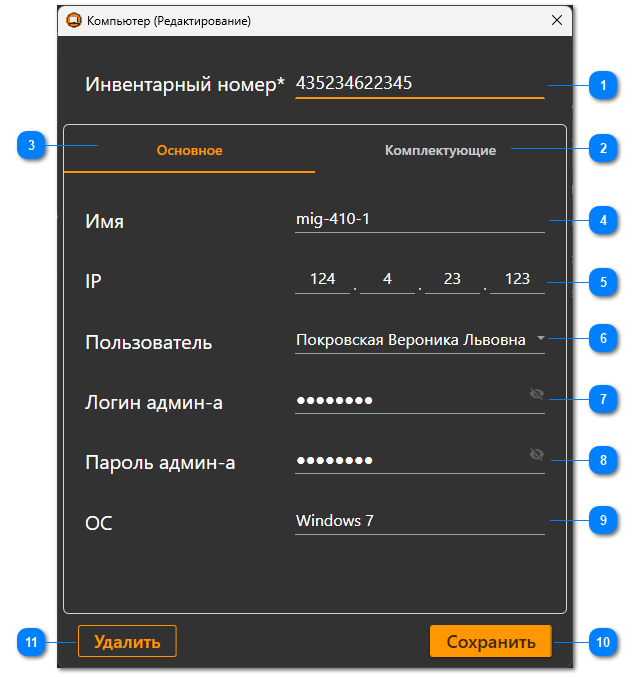 Компьютер (Редактирование)
Инвентарный номер* 435234622345 1
3 Основное Комплектующие 2
Имя mig-410-1 4
IP 124 . 4 . 23 . 123 5
Пользователь Покровская Вероника Львовна 6
Логин админ-а ●●●●●●●● 7
Пароль админ-а ●●●●●●●● 8
ОС Windows 7 9
11 Удалить Сохранить 10